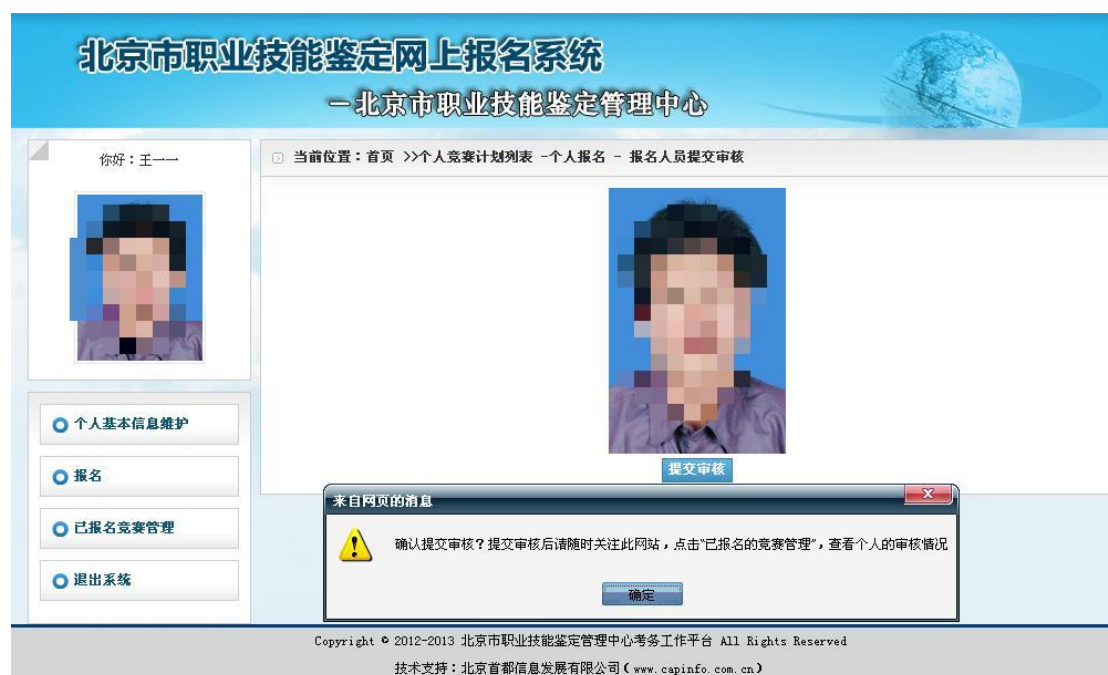 北京市职业技能鉴定网上报名系统
—北京市职业技能鉴定管理中心
你好：王一一
当前位置：首页 >>个人竞赛计划列表 -个人报名 - 报名人员提交审核
个人基本信息维护
报名
已报名竞赛管理
退出系统
提交审核
来自网页的消息
X
确认提交审核？提交审核后请随时关注此网站，点击“已报名的竞赛管理”，查看个人的审核情况
确定
Copyright © 2012-2013 北京市职业技能鉴定管理中心考务工作平台 All Rights Reserved
技术支持：北京首都信息发展有限公司(www.capinfo.com.cn)